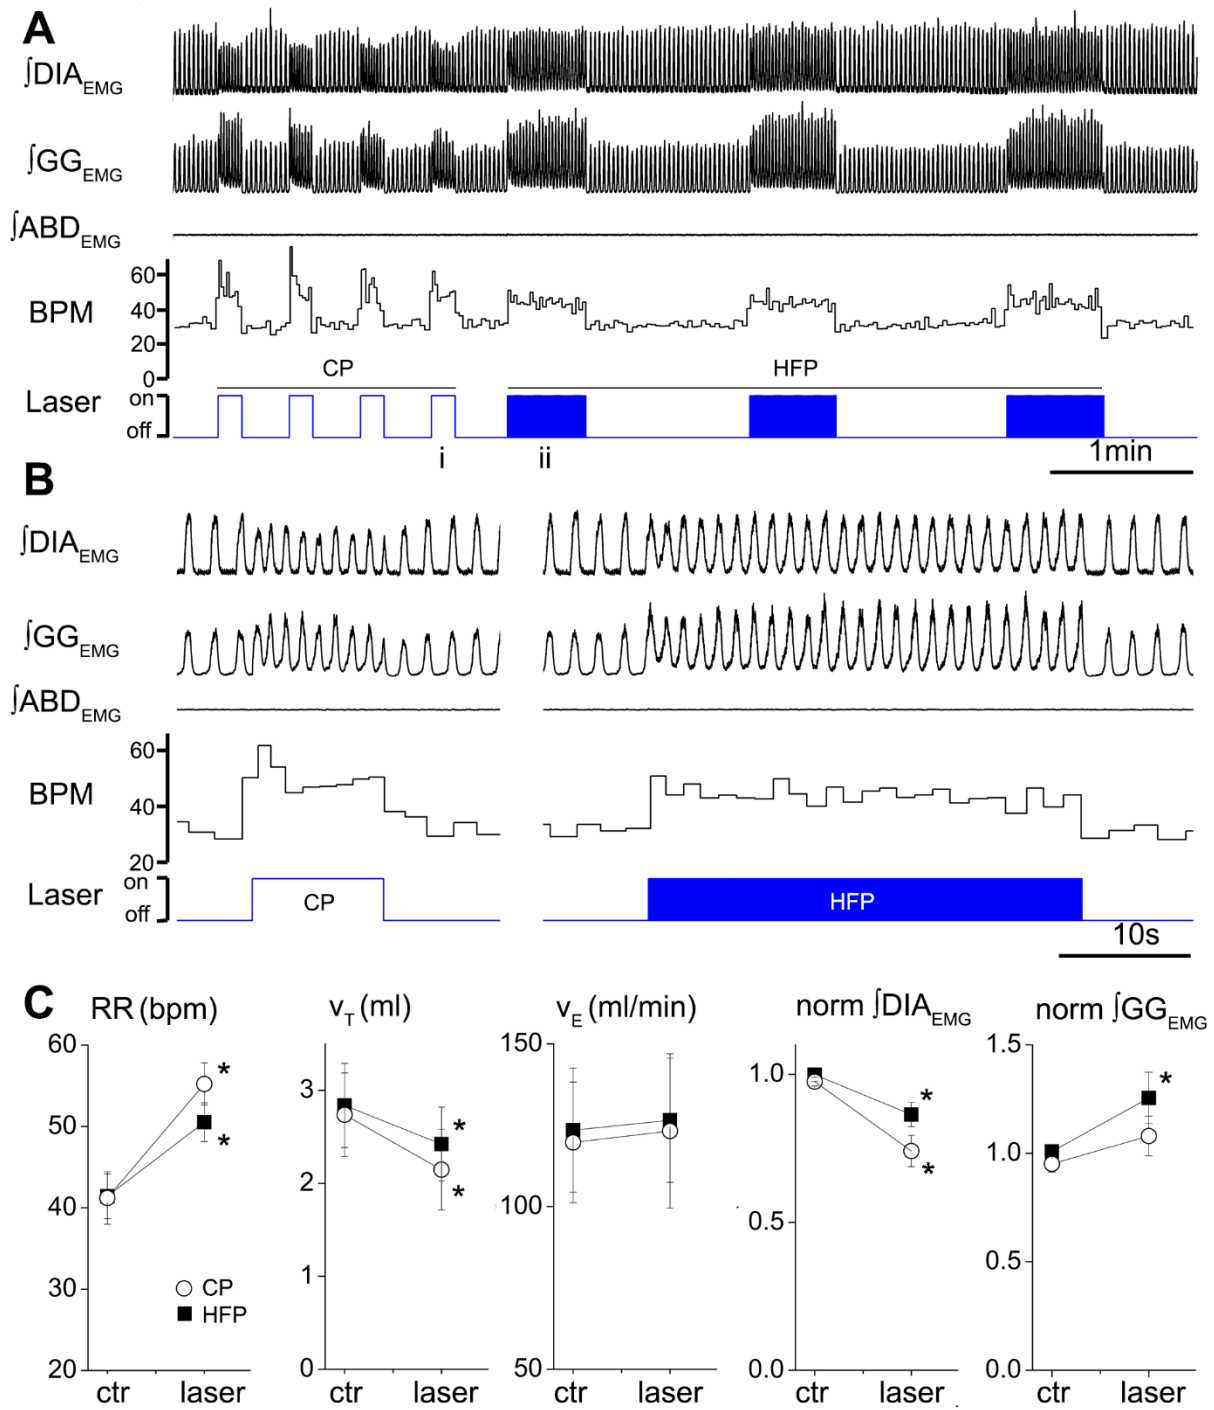 A
∫DIA_EMG
∫GG_EMG
∫ABD_EMG
BPM
60
40
20
0
CP
HFP
Laser
on
off
i
ii
1min
B
∫DIA_EMG
∫GG_EMG
∫ABD_EMG
BPM
60
40
20
Laser
on
off
CP
HFP
10s
C
RR (bpm)
60
50
40
30
20
CP
HFP
ctr
laser
*
*
v_T (ml)
3
2
1
0
ctr
laser
*
*
v_E (ml/min)
150
100
50
ctr
laser
norm ∫DIA_EMG
1.0
0.5
0.0
ctr
laser
*
*
norm ∫GG_EMG
1.5
1.0
0.5
0.0
ctr
laser
*